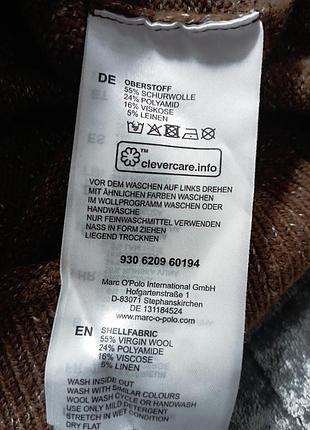 DE OBERSTOFF
55% SCHURWOLLE
24% POLYAMID
16% VISKOSE
5% LEINEN
™
clevercare.info
VOR DEM WASCHEN AUF LINKS DREHEN
MIT ÄHNLICHEN FARBEN WASCHEN
IM WOLLPROGRAMM WASCHEN ODER
HANDWÄSCHE
NUR FEINWASCHMITTEL VERWENDEN
NASS IN FORM ZIEHEN
LIEGEND TROCKNEN
930 6209 60194
Marc O'Polo International GmbH
Hofgartenstraße 1
D-83071 Stephanskirchen
DE 131184524
www.marc-o-polo.com
EN SHELLFABRIC
55% VIRGIN WOOL
24% POLYAMIDE
16% VISCOSE
5% LINEN
WASH INSIDE OUT
WASH WITH SIMILAR COLOURS
WOOL WASH CYCLE OR HANDWASH
USE ONLY MILD DETERGENT
STRETCH IN WET CONDITION
DRY FLAT